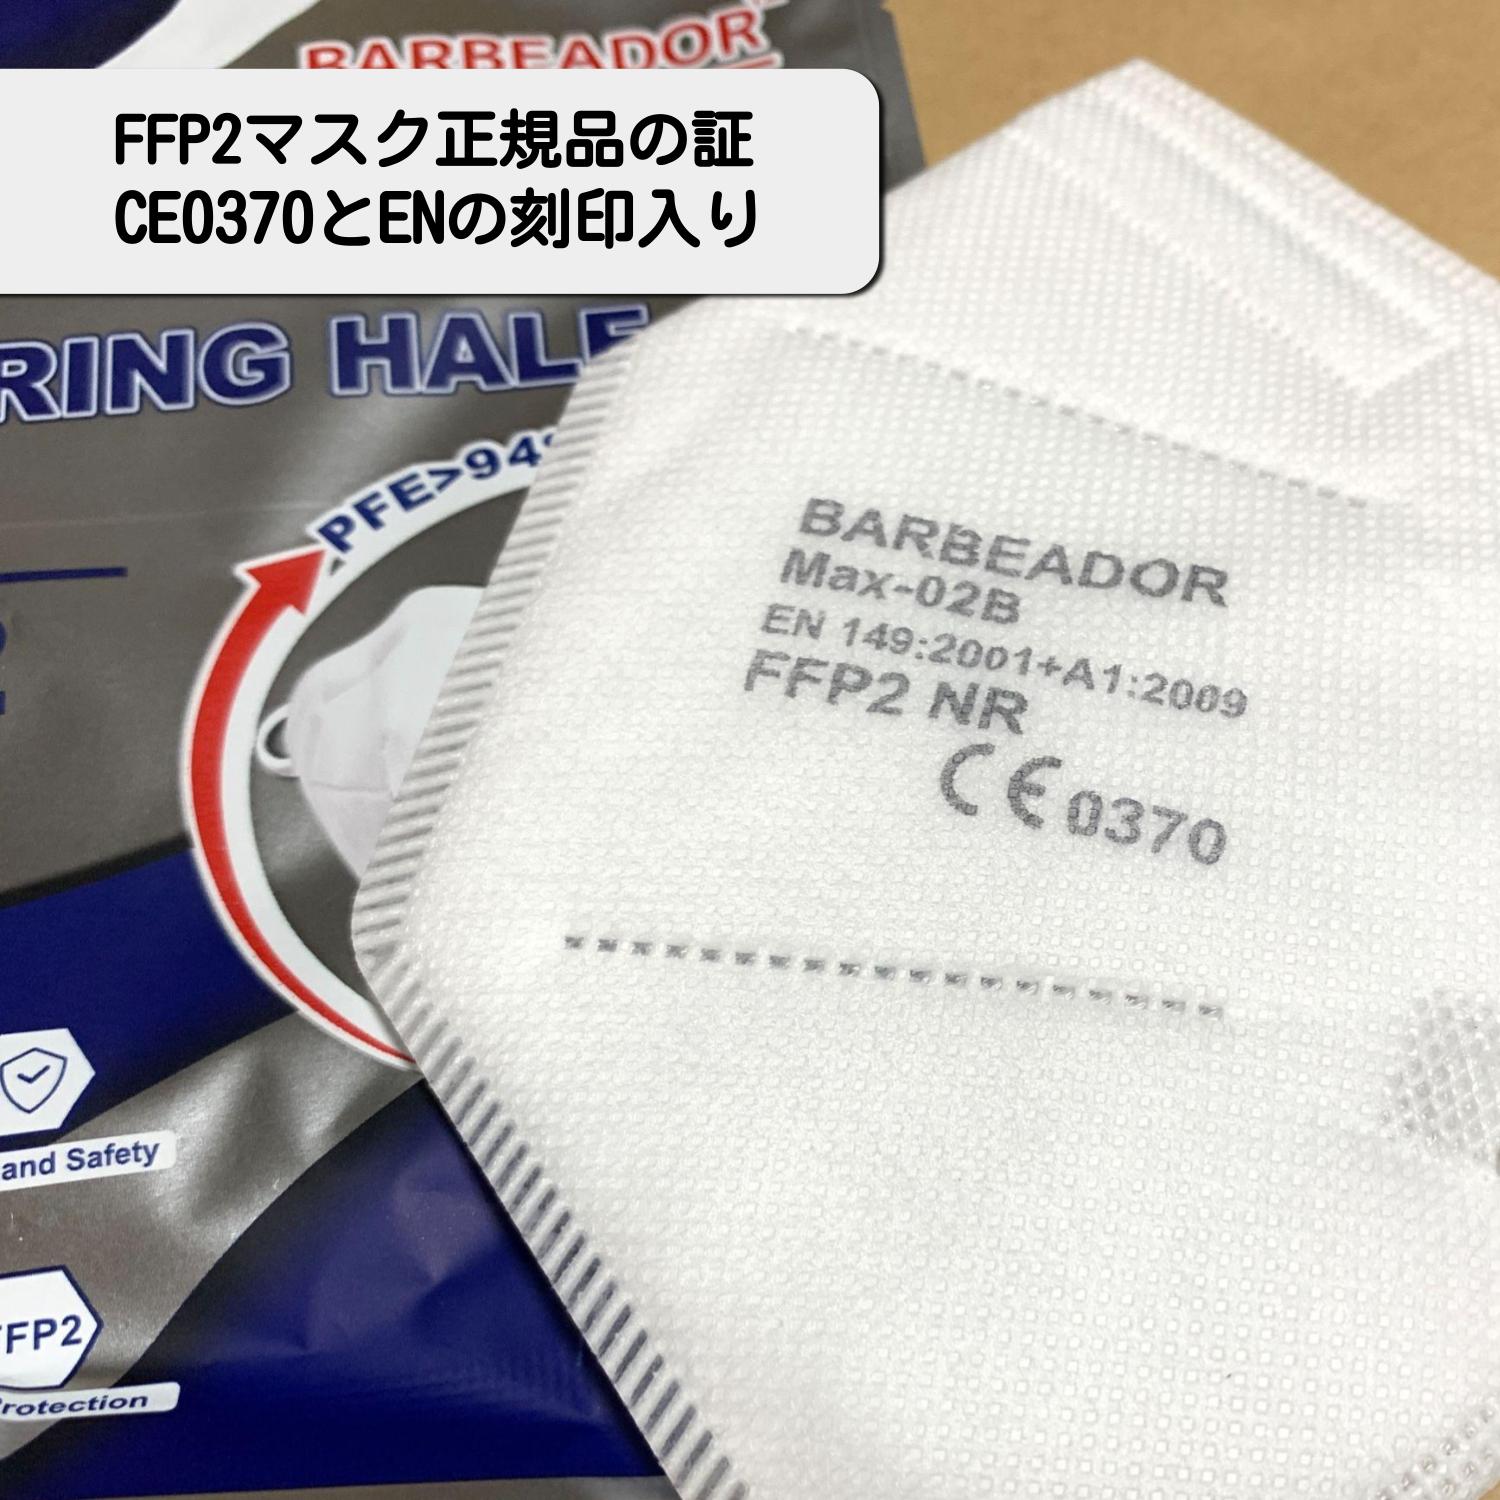 BARBEADOR
FFP2マスク正規品の証
CE0370とENの刻印入り
RING HALF
PFE>94%
BARBEADOR
Max-02B
EN 149:2001+A1:2009
FFP2 NR
CE 0370
2
and Safety
FFP2
Protection